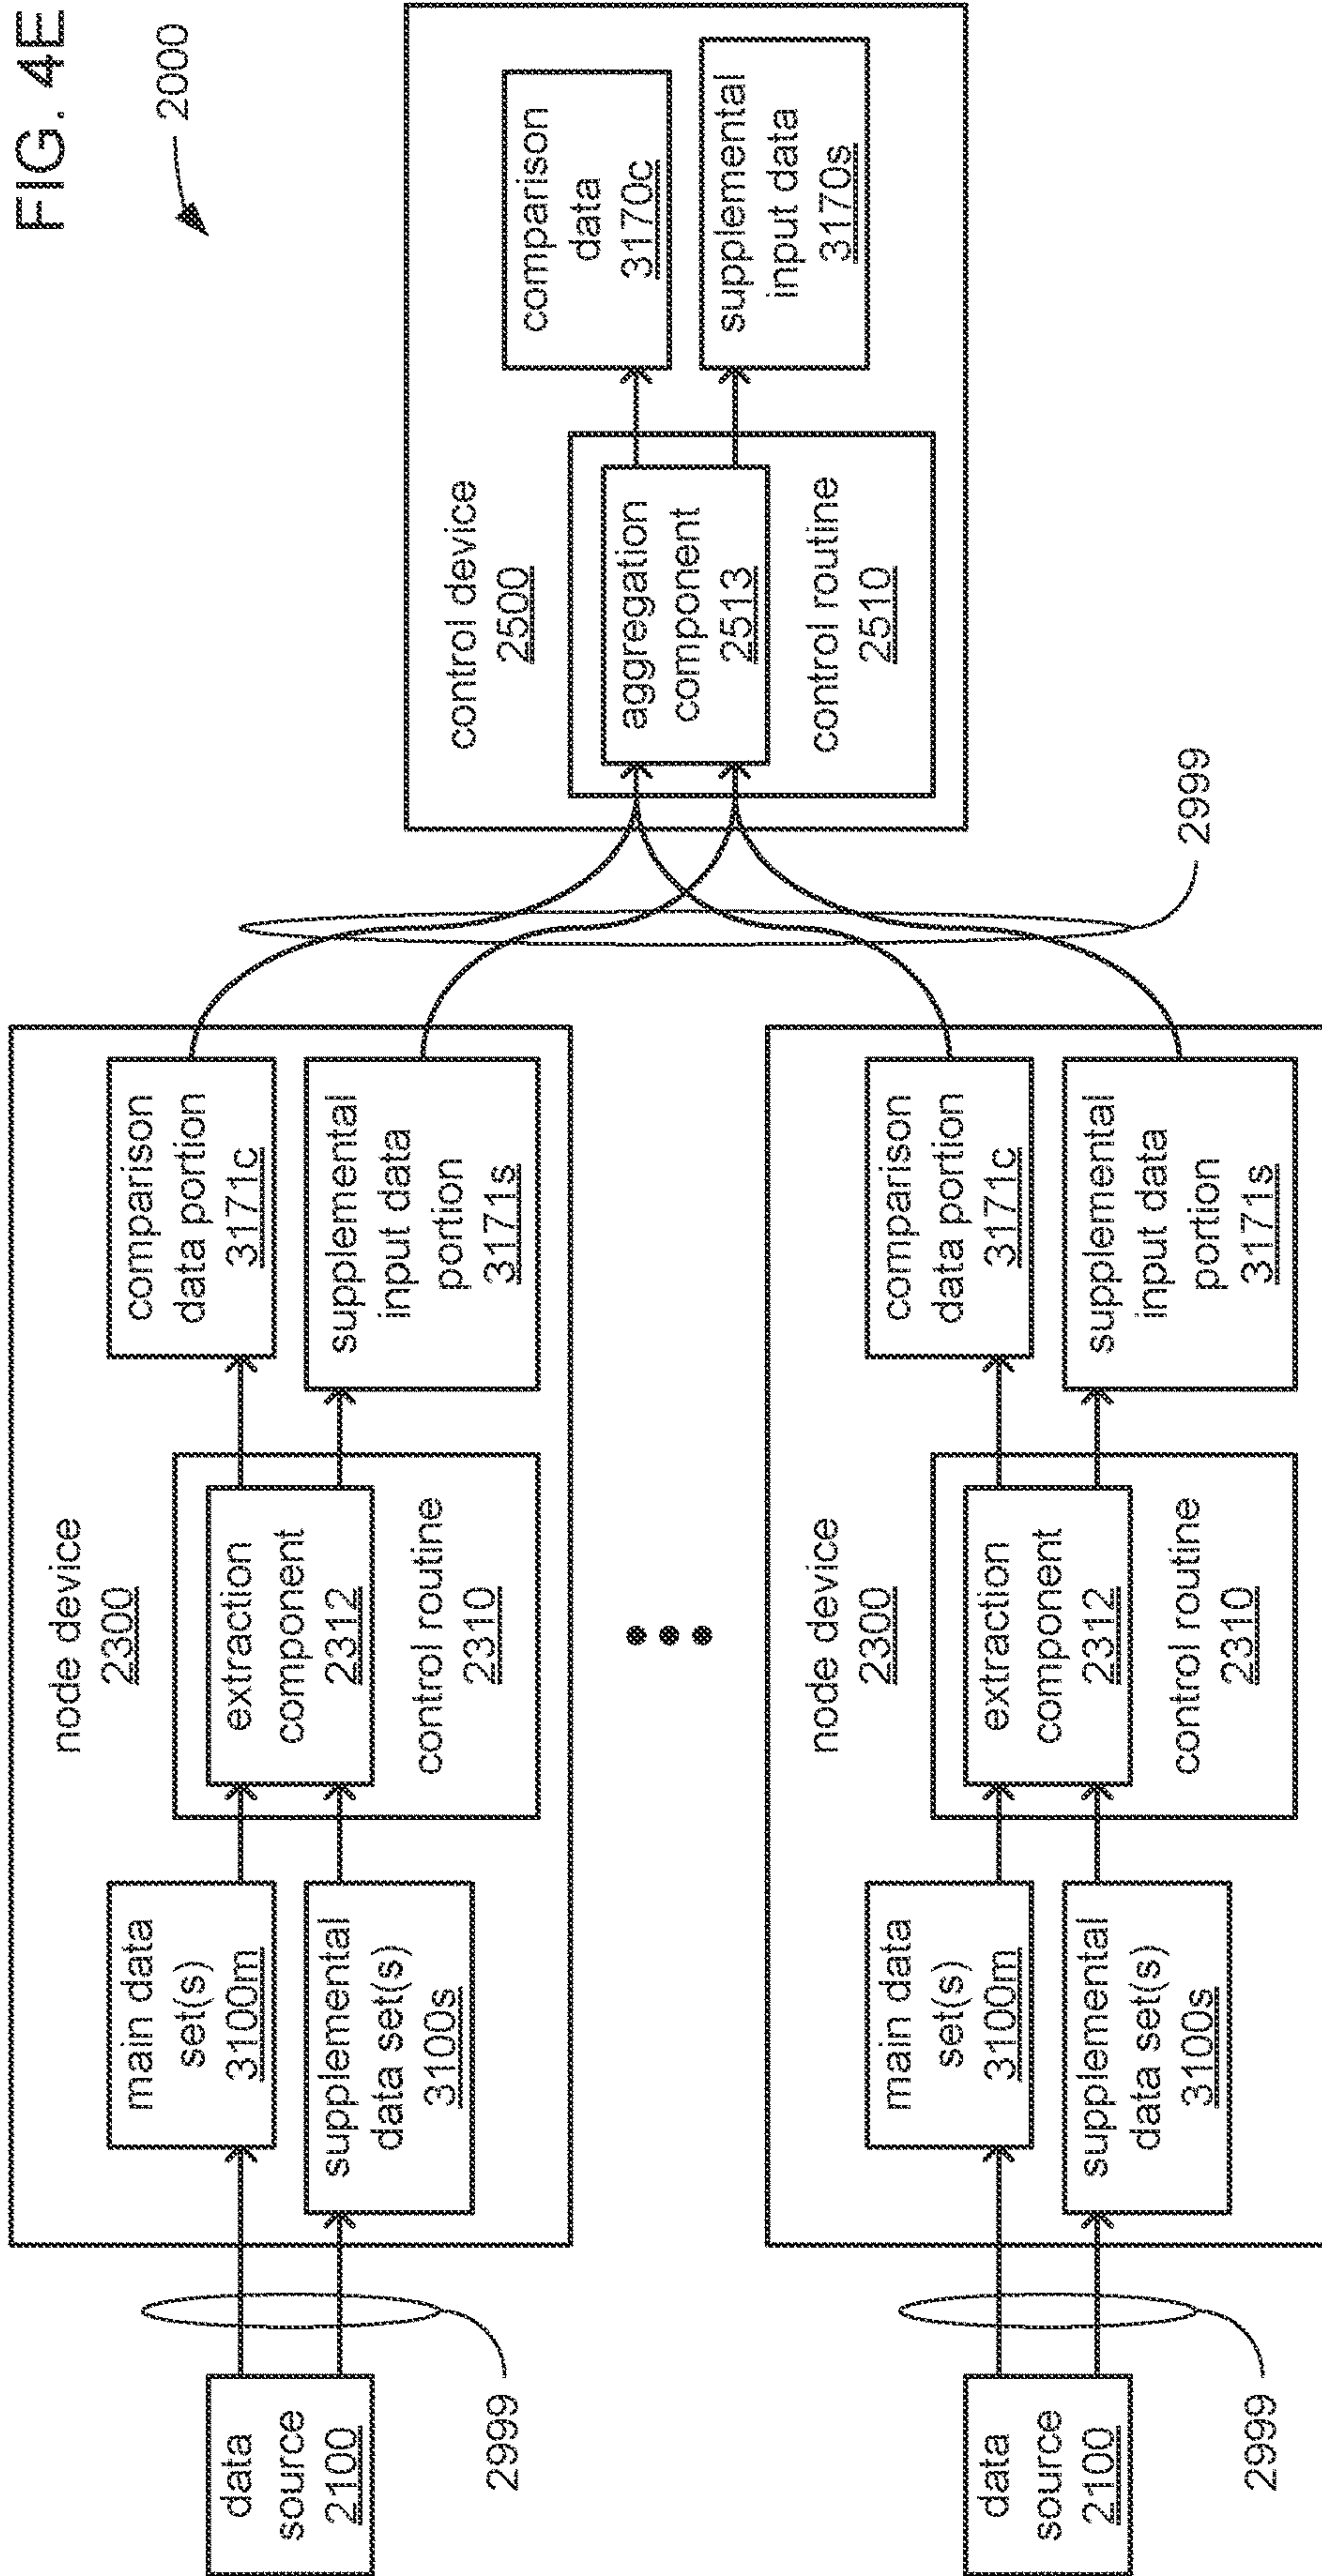 FIG. 4E
2000
data
source
2100
2999
node device
2300
main data
set(s)
3100m
supplemental
data set(s)
3100s
extraction
component
2312
control routine
2310
comparison
data portion
3171c
supplemental
input data
portion
3171s
data
source
2100
2999
node device
2300
main data
set(s)
3100m
supplemental
data set(s)
3100s
extraction
component
2312
control routine
2310
comparison
data portion
3171c
supplemental
input data
portion
3171s
2999
control device
2500
aggregation
component
2513
control routine
2510
comparison
data
3170c
supplemental
input data
3170s